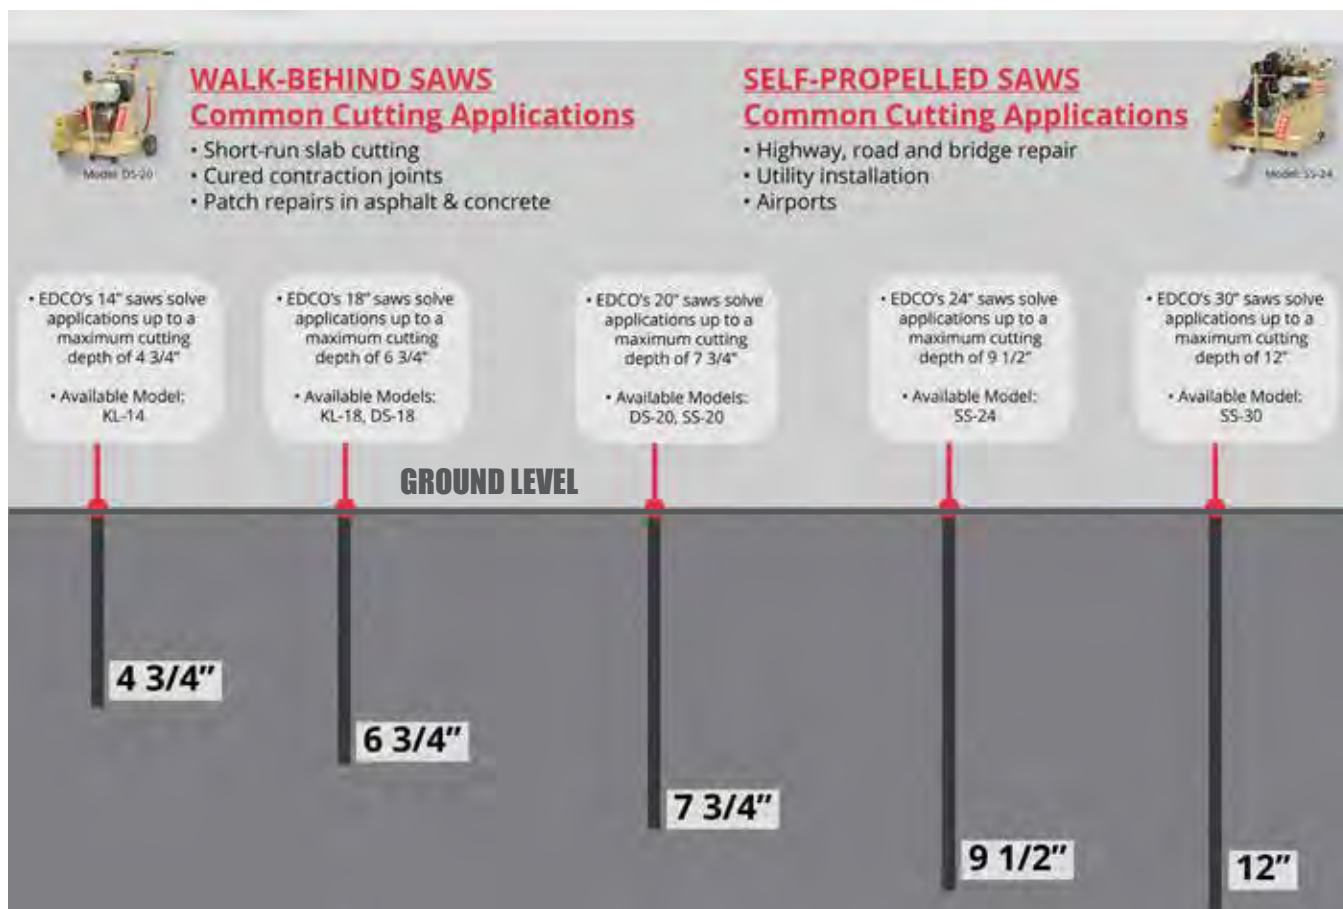 WALK-BEHIND SAWS
Common Cutting Applications
• Short-run slab cutting
• Cured contraction joints
• Patch repairs in asphalt & concrete
Model: DS-20
SELF-PROPELLED SAWS
Common Cutting Applications
• Highway, road and bridge repair
• Utility installation
• Airports
Model: SS-24
• EDCO's 14" saws solve
applications up to a
maximum cutting
depth of 4 3/4"
• Available Model:
KL-14
• EDCO's 18" saws solve
applications up to a
maximum cutting
depth of 6 3/4"
• Available Models:
KL-18, DS-18
• EDCO's 20" saws solve
applications up to a
maximum cutting
depth of 7 3/4"
• Available Models:
DS-20, SS-20
• EDCO's 24" saws solve
applications up to a
maximum cutting
depth of 9 1/2"
• Available Model:
SS-24
• EDCO's 30" saws solve
applications up to a
maximum cutting
depth of 12"
• Available Model:
SS-30
GROUND LEVEL
4 3/4"
6 3/4"
7 3/4"
9 1/2"
12"